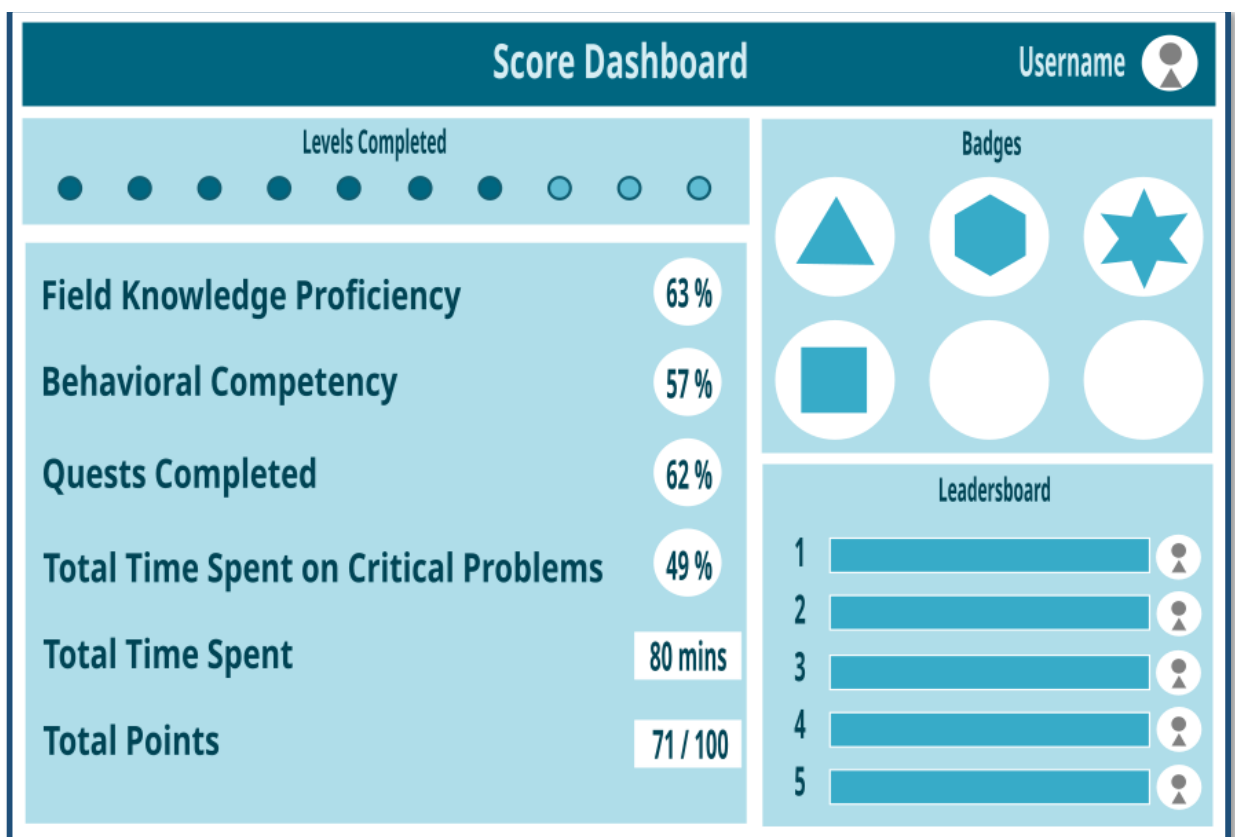 Score Dashboard
Username
Levels Completed
Field Knowledge Proficiency 63 %
Behavioral Competency 57 %
Quests Completed 62 %
Total Time Spent on Critical Problems 49 %
Total Time Spent 80 mins
Total Points 71 / 100
Badges
Leadersboard
1
2
3
4
5